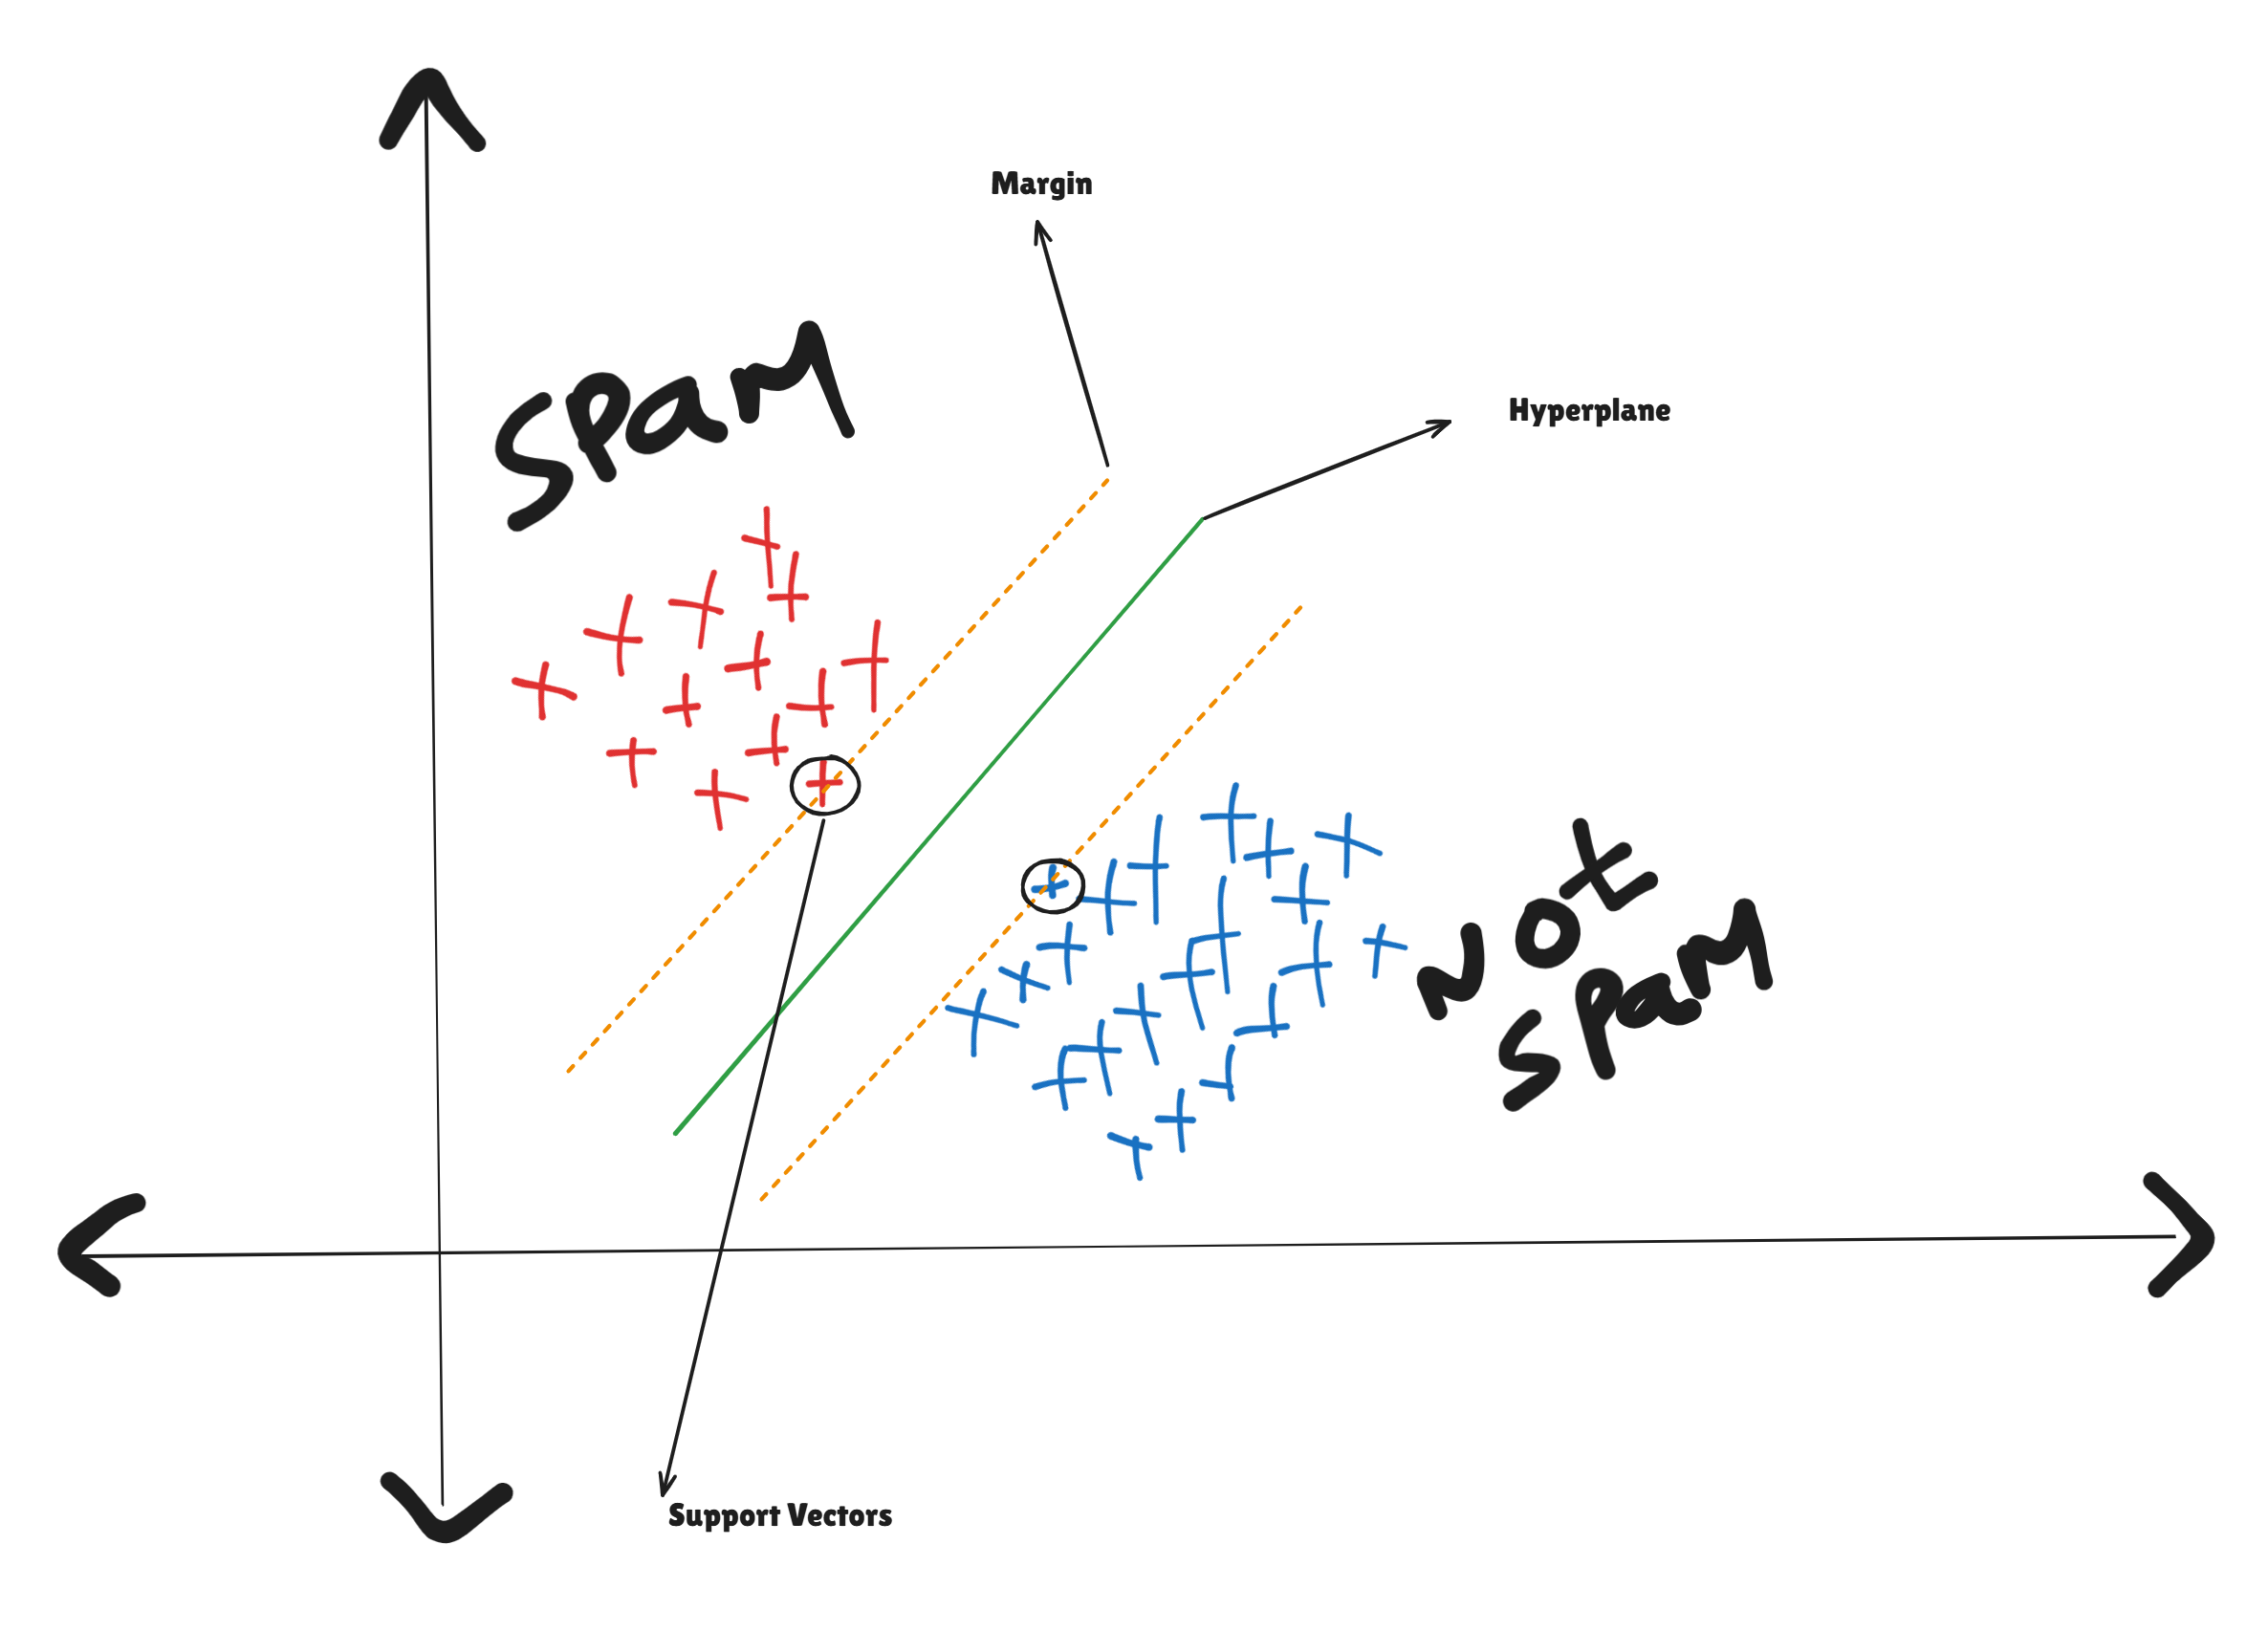 Margin
Hyperplane
SPaM
NOt
SPaM
Support Vectors